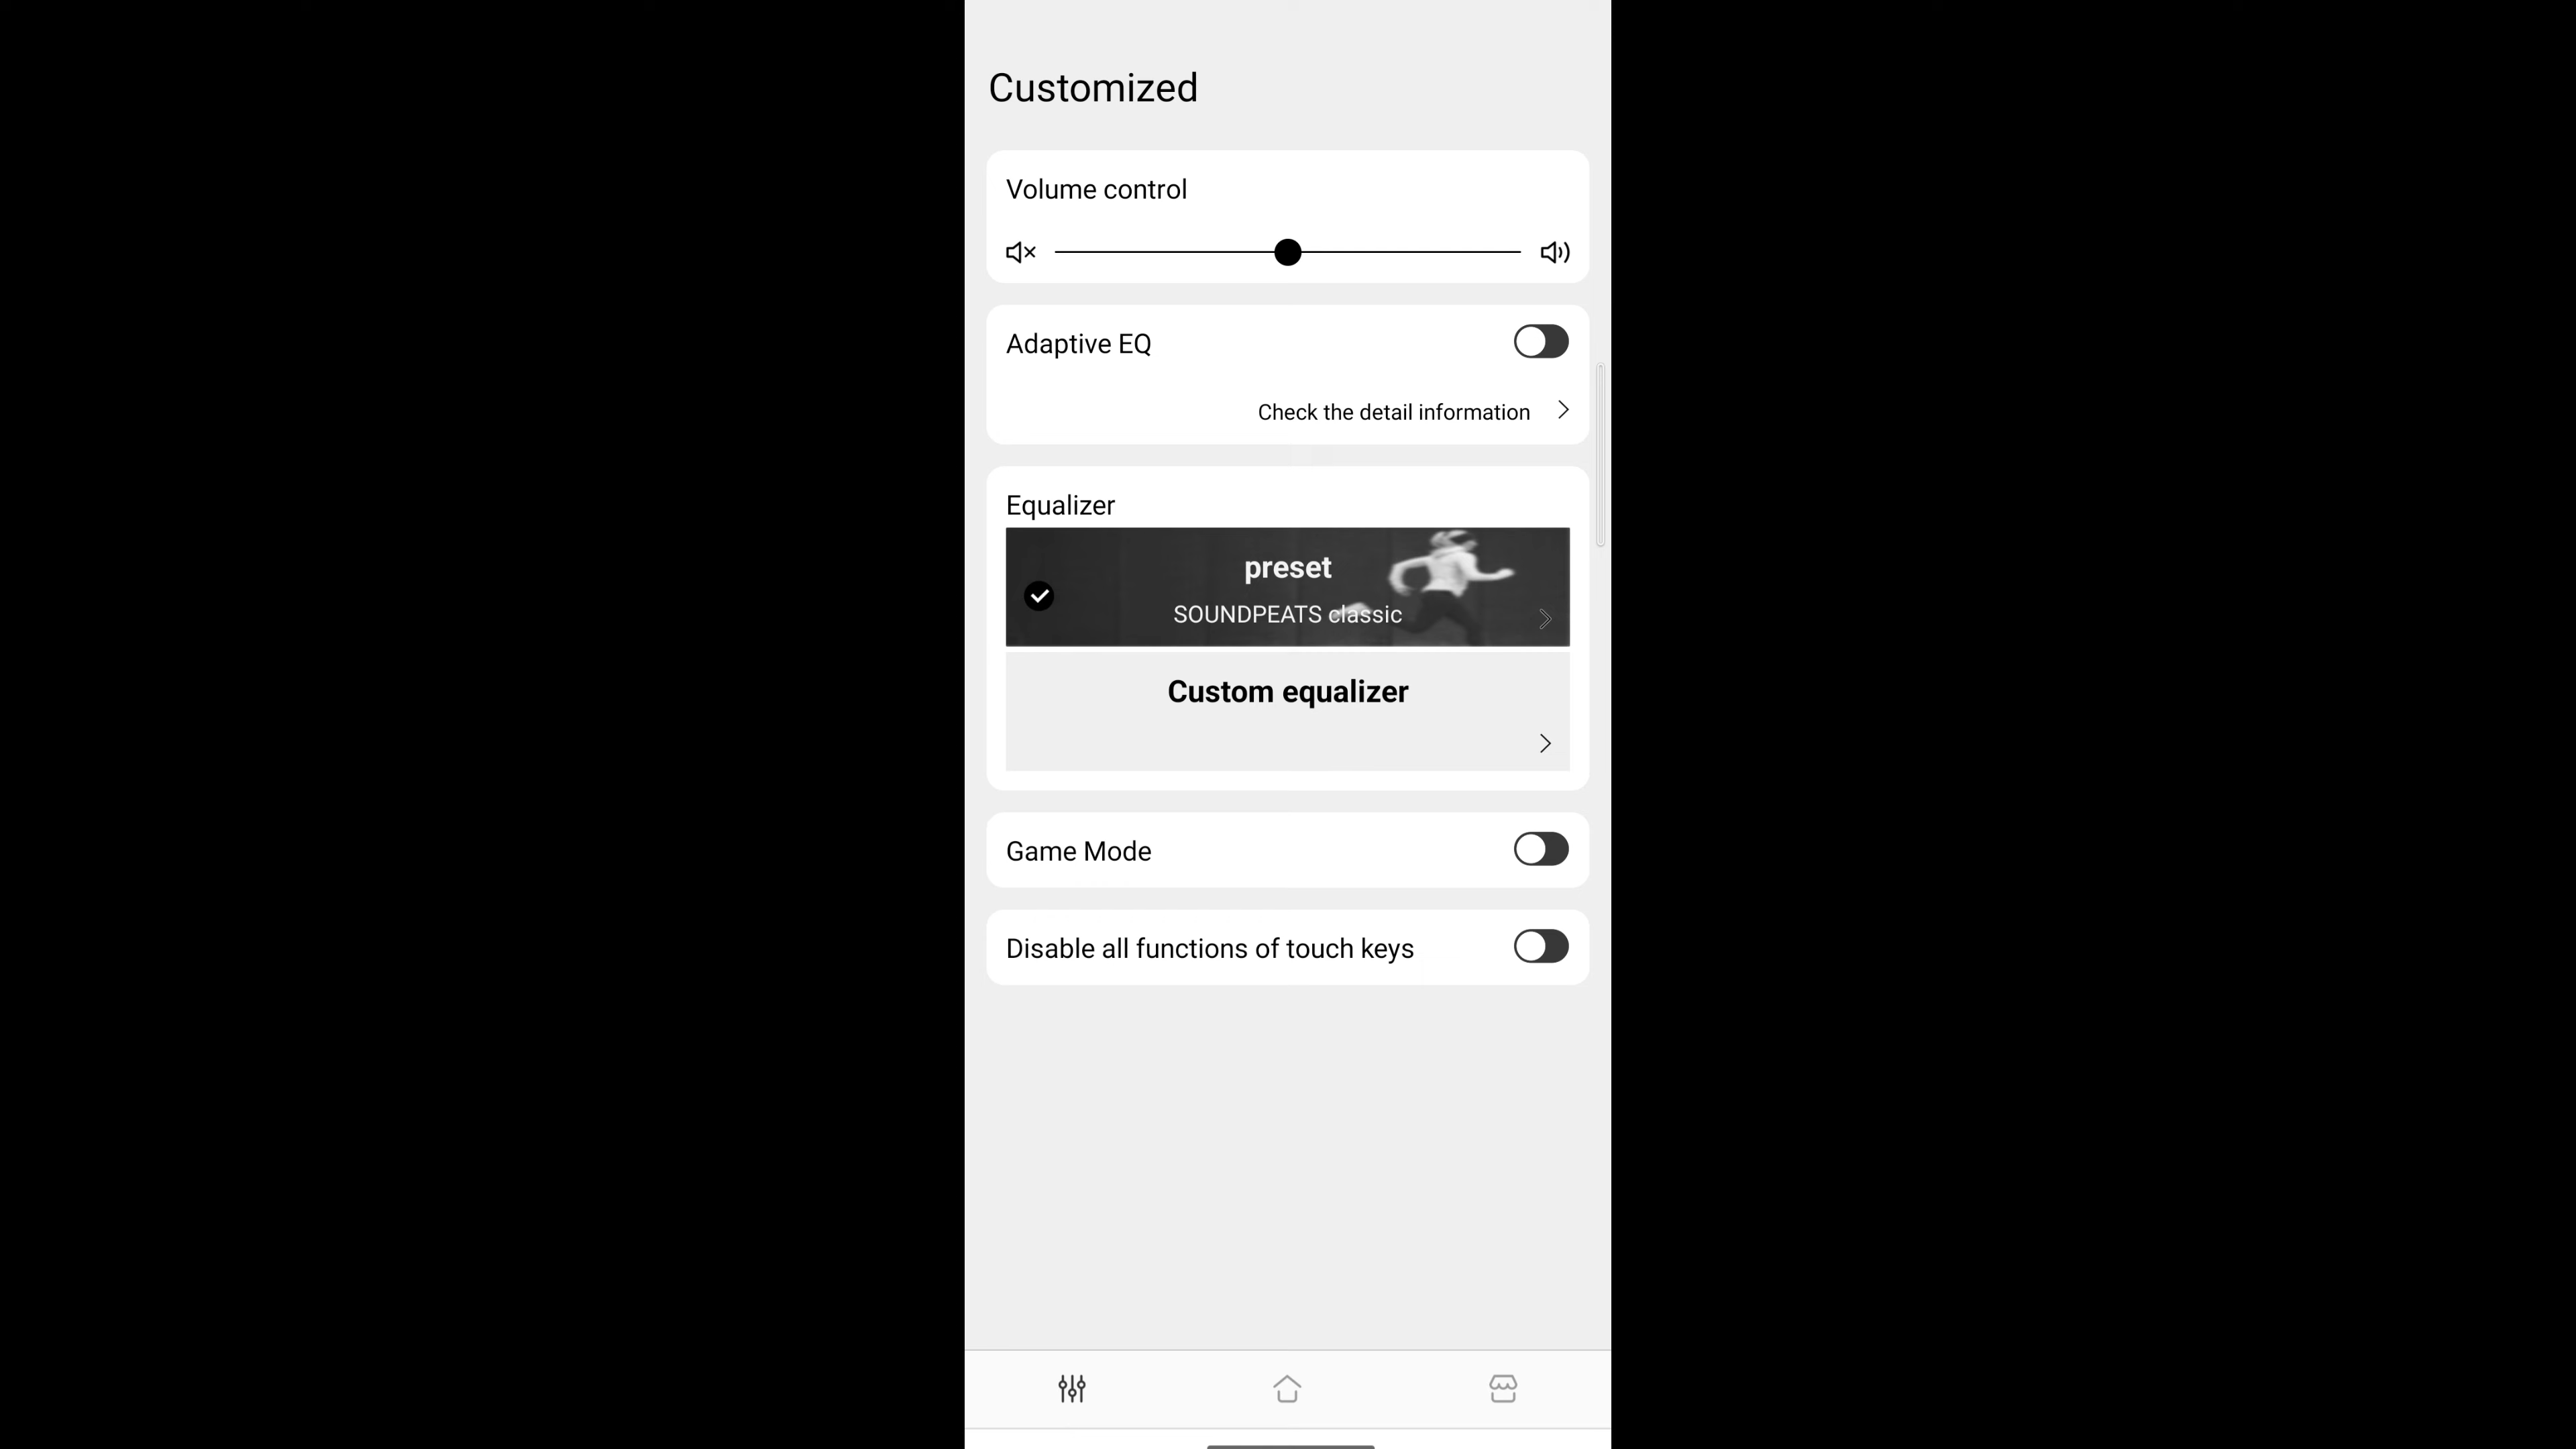 Customized
Volume control
Adaptive EQ
Check the detail information
Equalizer
preset
SOUNDPEATS classic
Custom equalizer
Game Mode
Disable all functions of touch keys